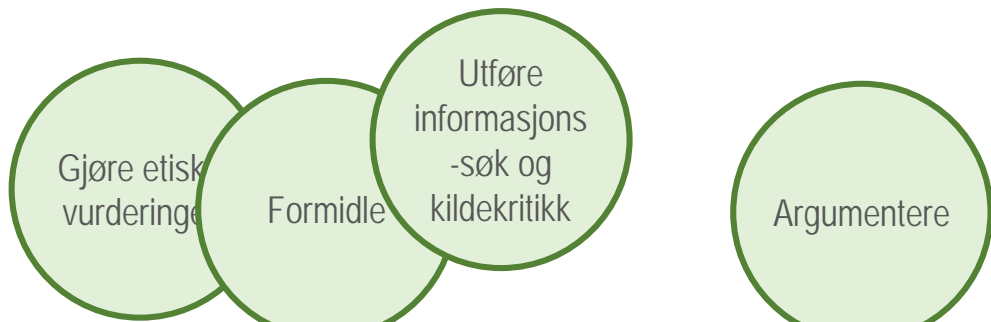 Gjøre etisk
vurderinge
Formidle
Utføre
informasjons
-søk og
kildekritikk
Argumentere